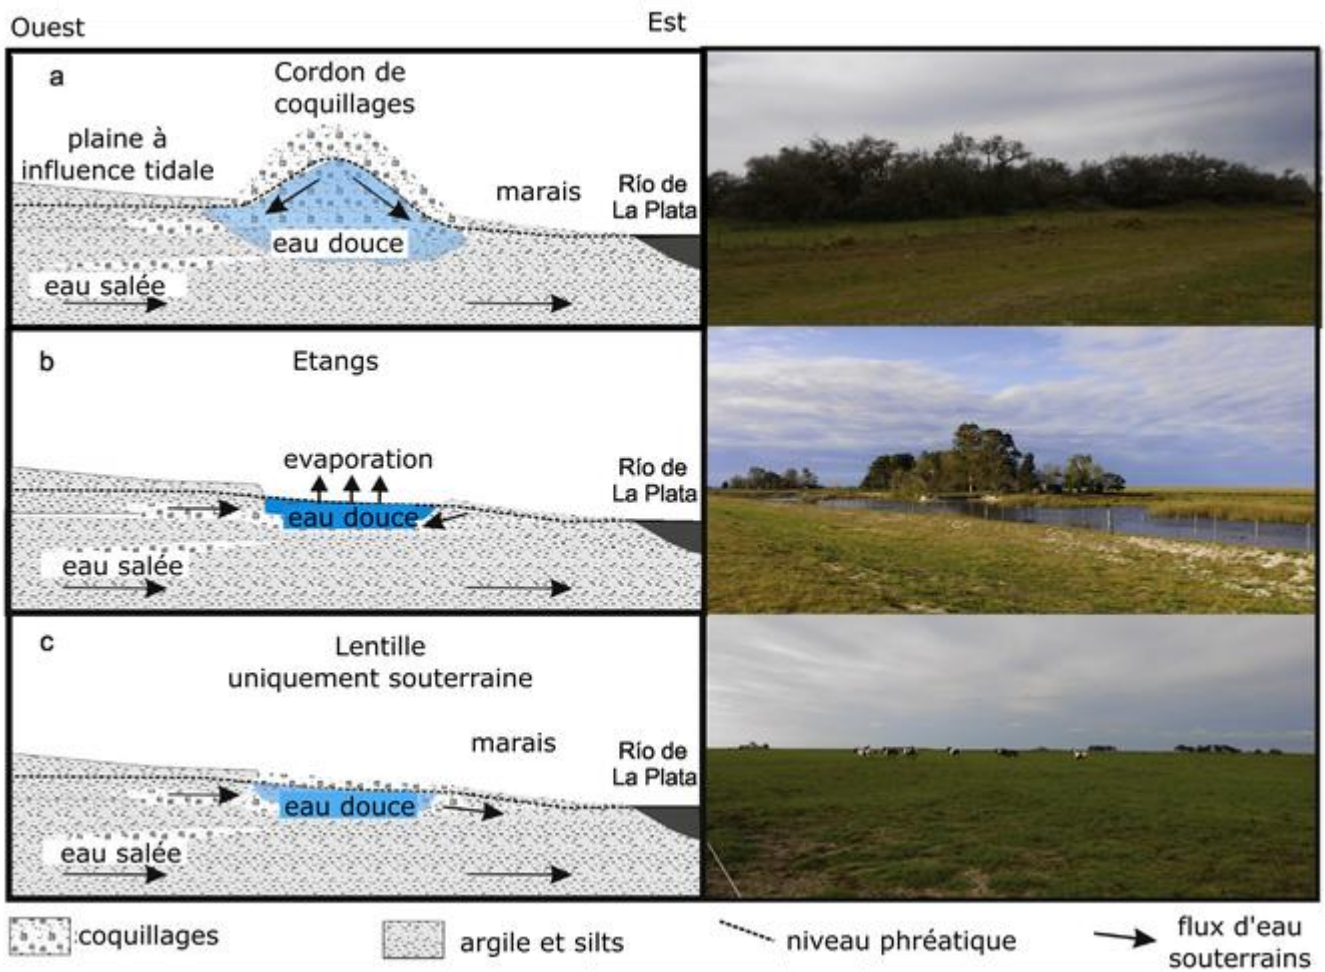 Ouest
Est
a
Cordon de
coquillages
plaine à
influence tidale
marais
Río de
La Plata
eau douce
eau salée
b
Etangs
evaporation
Río de
La Plata
eau douce
eau salée
c
Lentille
uniquement souterraine
marais
Río de
La Plata
eau douce
eau salée
coquillages
argile et silts
niveau phréatique
flux d'eau
souterrains